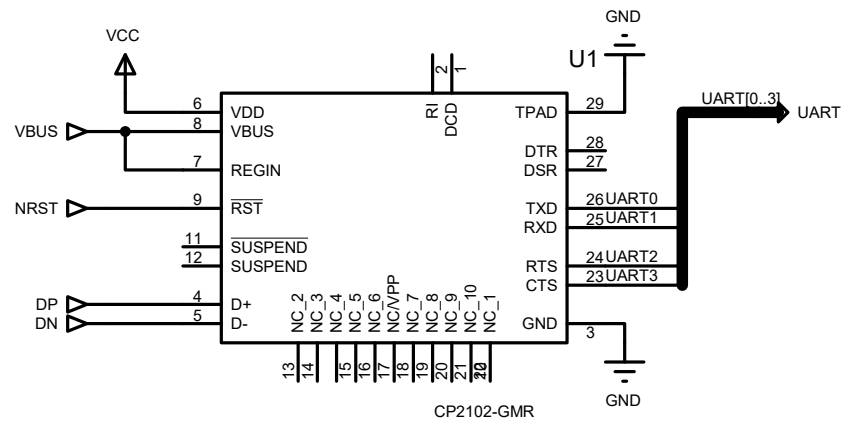 GND
VCC
U1
2
1
RI
DCD
UART[0..3]
UART
6
VDD
TPAD
29
VBUS
8
VBUS
7
REGIN
DTR
28
DSR
27
NRST
9
RST
TXD
26
UART0
RXD
25
UART1
11
SUSPEND
12
SUSPEND
RTS
24
UART2
CTS
23
UART3
DP
4
D+
DN
5
D-
NC_2
NC_3
NC_4
NC_5
NC_6
NC/VPP
NC_7
NC_8
NC_9
NC_10
NC_1
GND
3
13
14
15
16
17
18
19
20
21
22
GND
CP2102-GMR